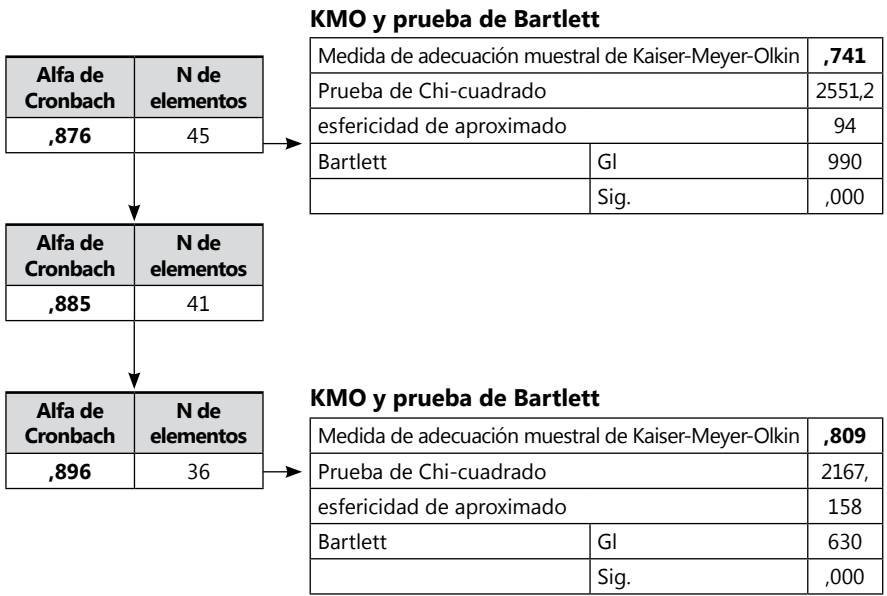 KMO y prueba de Bartlett
Medida de adecuación muestral de Kaiser-Meyer-Olkin ,741
Prueba de Chi-cuadrado 2551,2
esfericidad de aproximado 94
Bartlett Gl 990
Sig. ,000
Alfa de Cronbach N de elementos
,876 45
Alfa de Cronbach N de elementos
,885 41
Alfa de Cronbach N de elementos
,896 36
KMO y prueba de Bartlett
Medida de adecuación muestral de Kaiser-Meyer-Olkin ,809
Prueba de Chi-cuadrado 2167,
esfericidad de aproximado 158
Bartlett Gl 630
Sig. ,000